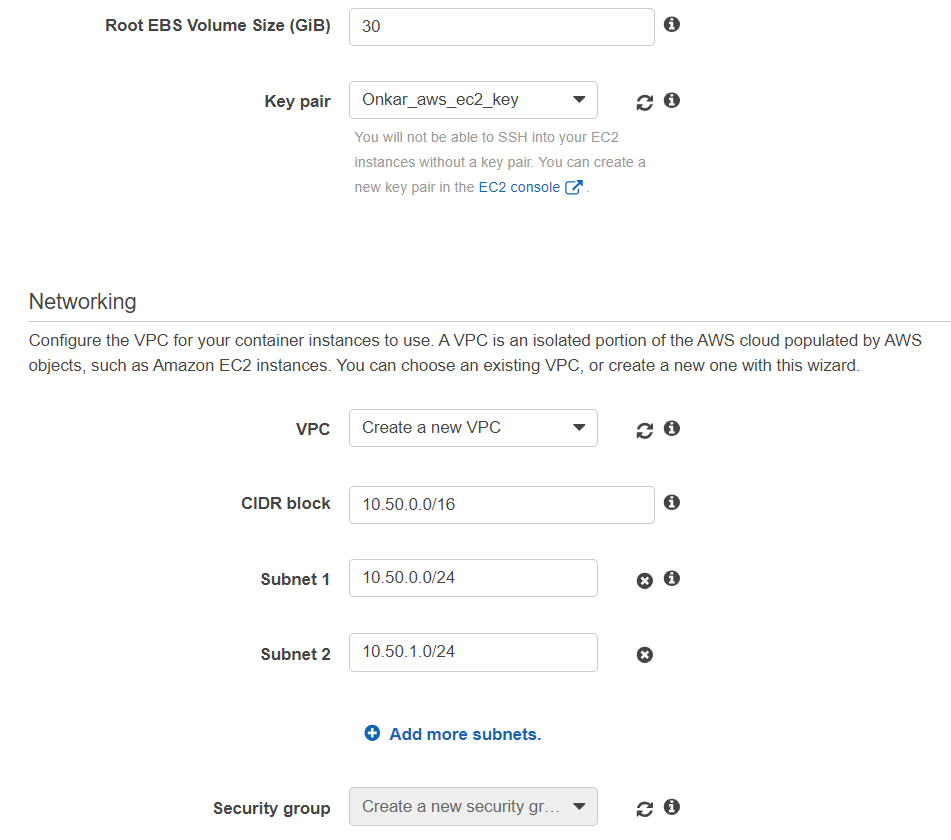 Root EBS Volume Size (GiB) 30
Key pair Onkar_aws_ec2_key
You will not be able to SSH into your EC2
instances without a key pair. You can create a
new key pair in the EC2 console .
Networking
Configure the VPC for your container instances to use. A VPC is an isolated portion of the AWS cloud populated by AWS
objects, such as Amazon EC2 instances. You can choose an existing VPC, or create a new one with this wizard.
VPC Create a new VPC
CIDR block 10.50.0.0/16
Subnet 1 10.50.0.0/24
Subnet 2 10.50.1.0/24
Add more subnets.
Security group Create a new security gr...